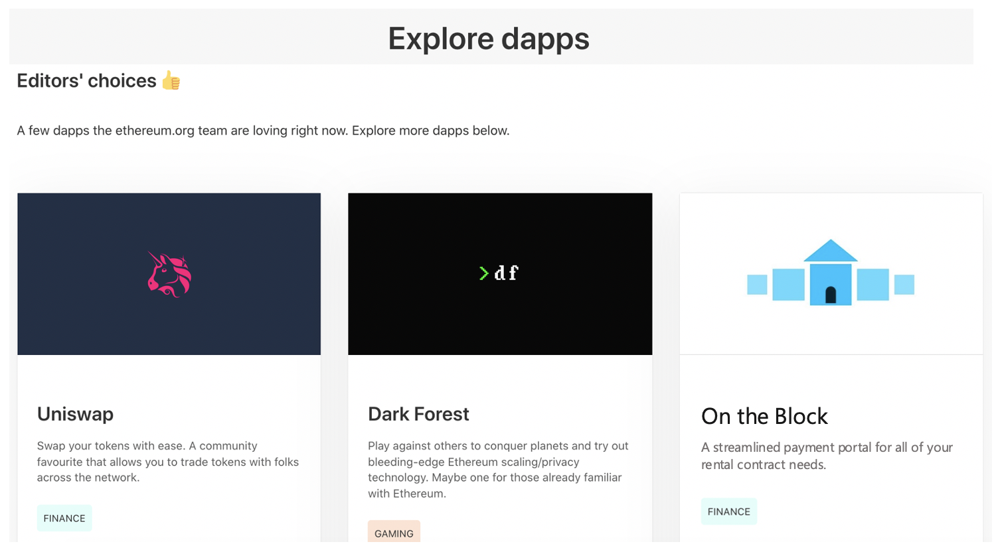 Explore dapps
Editors' choices 👍
A few dapps the ethereum.org team are loving right now. Explore more dapps below.
>df
Uniswap
Swap your tokens with ease. A community
favourite that allows you to trade tokens with folks
across the network.
FINANCE
Dark Forest
Play against others to conquer planets and try out
bleeding-edge Ethereum scaling/privacy
technology. Maybe one for those already familiar
with Ethereum.
GAMING
On the Block
A streamlined payment portal for all of your
rental contract needs.
FINANCE